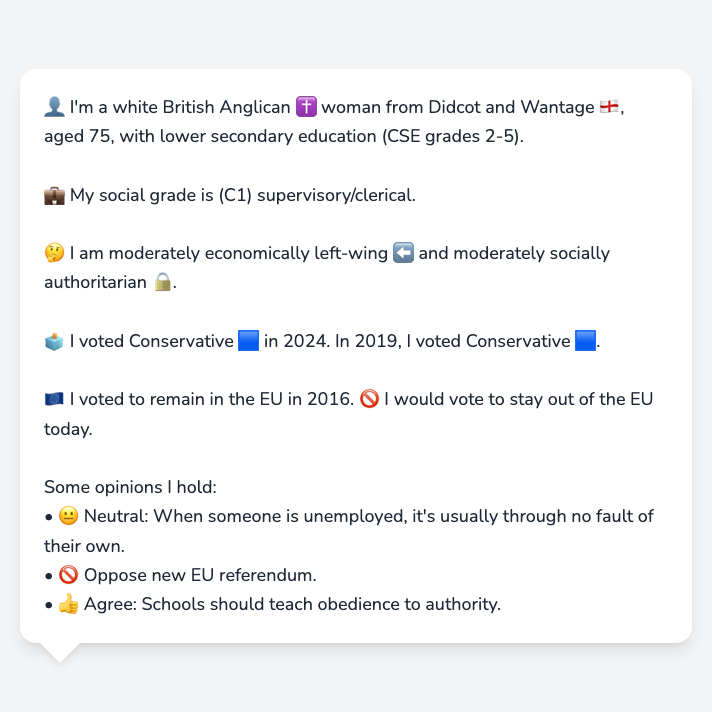 👤 I'm a white British Anglican ✝️ woman from Didcot and Wantage 🏴󠁧󠁢󠁥󠁮󠁧󠁿,
aged 75, with lower secondary education (CSE grades 2-5).
💼 My social grade is (C1) supervisory/clerical.
🤔 I am moderately economically left-wing ⬅️ and moderately socially
authoritarian 🔒.
🗳️ I voted Conservative 🟦 in 2024. In 2019, I voted Conservative 🟦.
🇪🇺 I voted to remain in the EU in 2016. 🚫 I would vote to stay out of the EU
today.
Some opinions I hold:
• 😐 Neutral: When someone is unemployed, it's usually through no fault of
their own.
• 🚫 Oppose new EU referendum.
• 👍 Agree: Schools should teach obedience to authority.